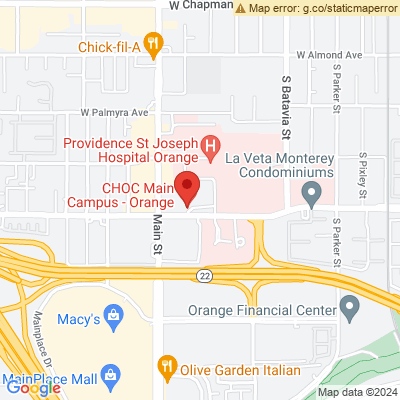 W Chapman
Map error: g.co/staticmaperror
Chick-fil-A
W Almond Ave
S Parker St
S Batavia St
W Palmyra Ave
Providence St Joseph
Hospital Orange
H
La Veta Monterey
Condominiums
S Pixley St
CHOC Main
Campus - Orange
Main St
S Parker St
22
Orange Financial Center
Macy's
Mainplace Dr
MainPlace Mall
Olive Garden Italian
Google
Map data ©2024